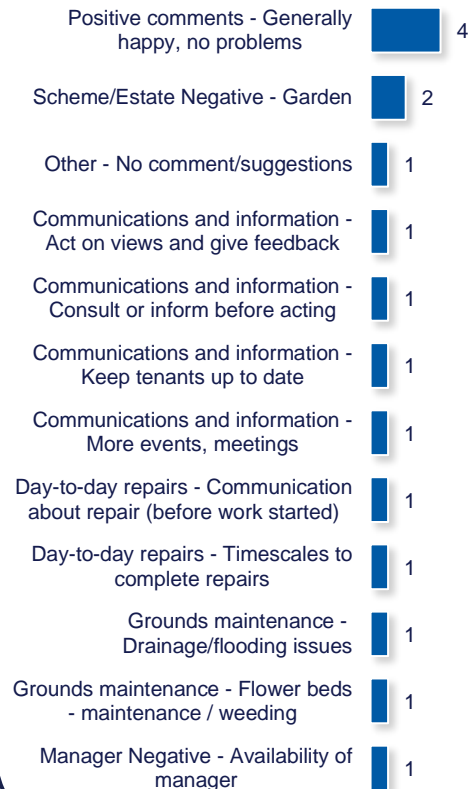 Positive comments - Generally
happy, no problems
4
Scheme/Estate Negative - Garden
2
Other - No comment/suggestions
1
Communications and information -
Act on views and give feedback
1
Communications and information -
Consult or inform before acting
1
Communications and information -
Keep tenants up to date
1
Communications and information -
More events, meetings
1
Day-to-day repairs - Communication
about repair (before work started)
1
Day-to-day repairs - Timescales to
complete repairs
1
Grounds maintenance -
Drainage/flooding issues
1
Grounds maintenance - Flower beds
- maintenance / weeding
1
Manager Negative - Availability of
manager
1